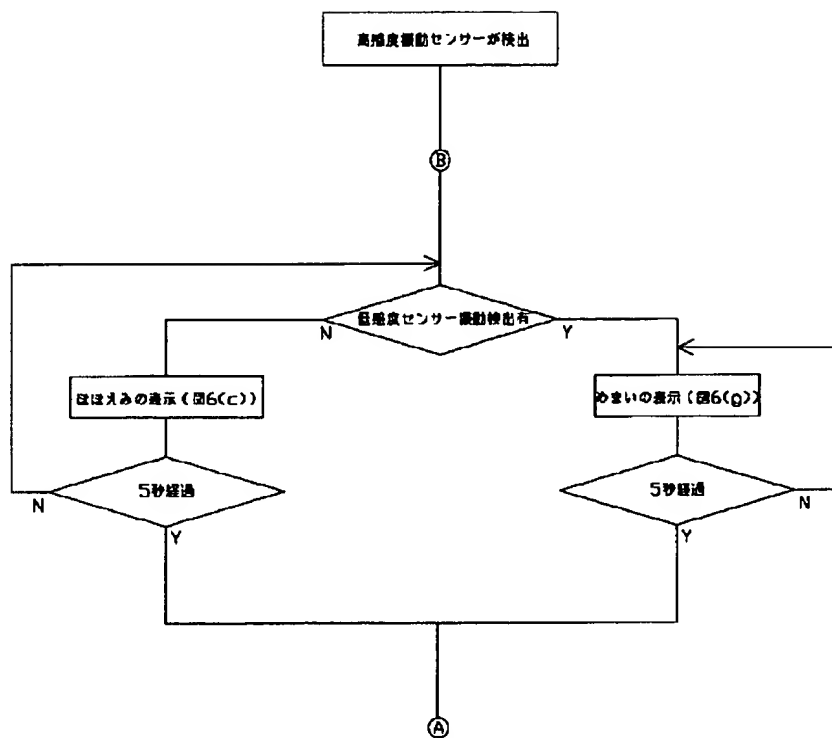 高感度振動センサーが検出
B
低感度センサー振動検出有
N
Y
ほほえみの表示(図6(c))
めまいの表示(図6(g))
5秒経過
5秒経過
N
Y
Y
N
A